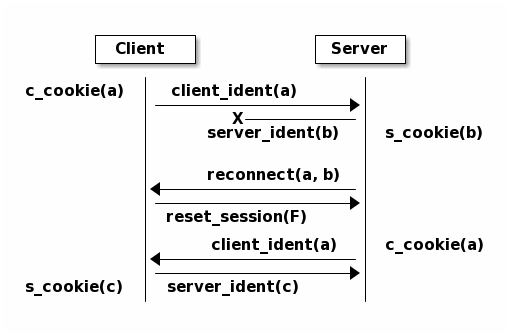 Client Server
c_cookie(a) client_ident(a)
X
server_ident(b) s_cookie(b)
reconnect(a, b)
reset_session(F)
client_ident(a) c_cookie(a)
s_cookie(c) server_ident(c)